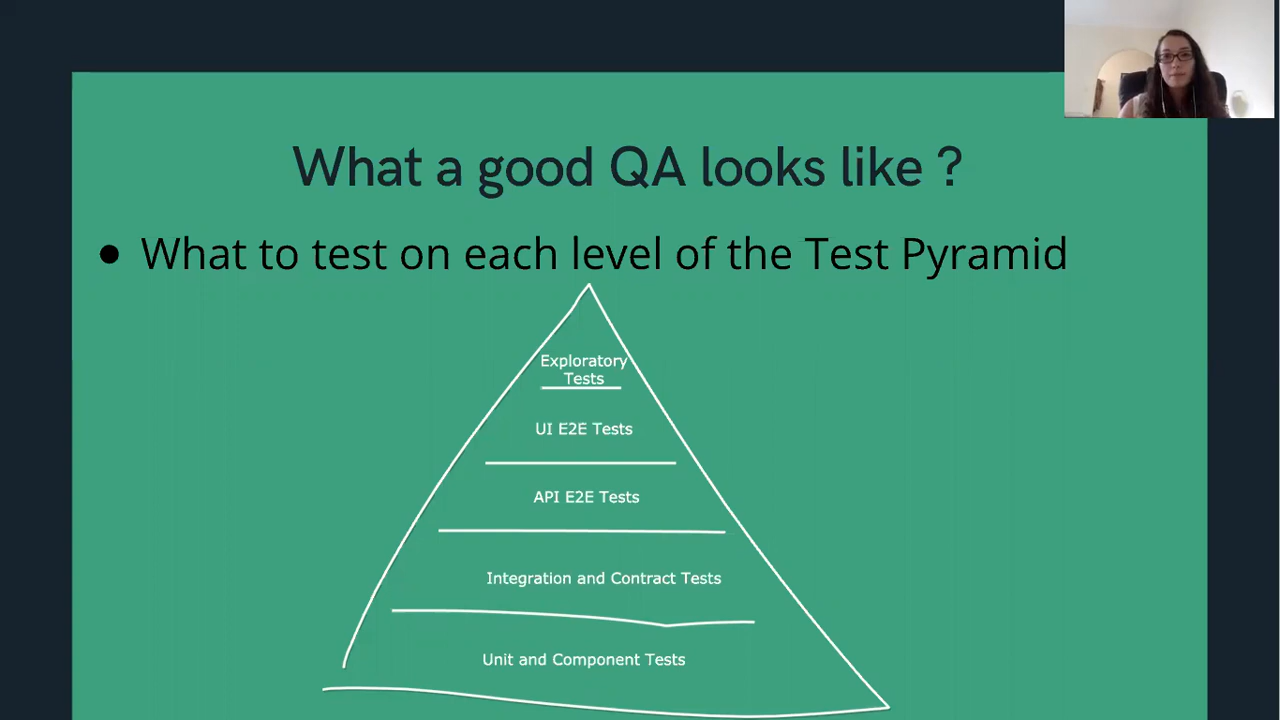 What a good QA looks like ?
● What to test on each level of the Test Pyramid
Exploratory
Tests
UI E2E Tests
API E2E Tests
Integration and Contract Tests
Unit and Component Tests